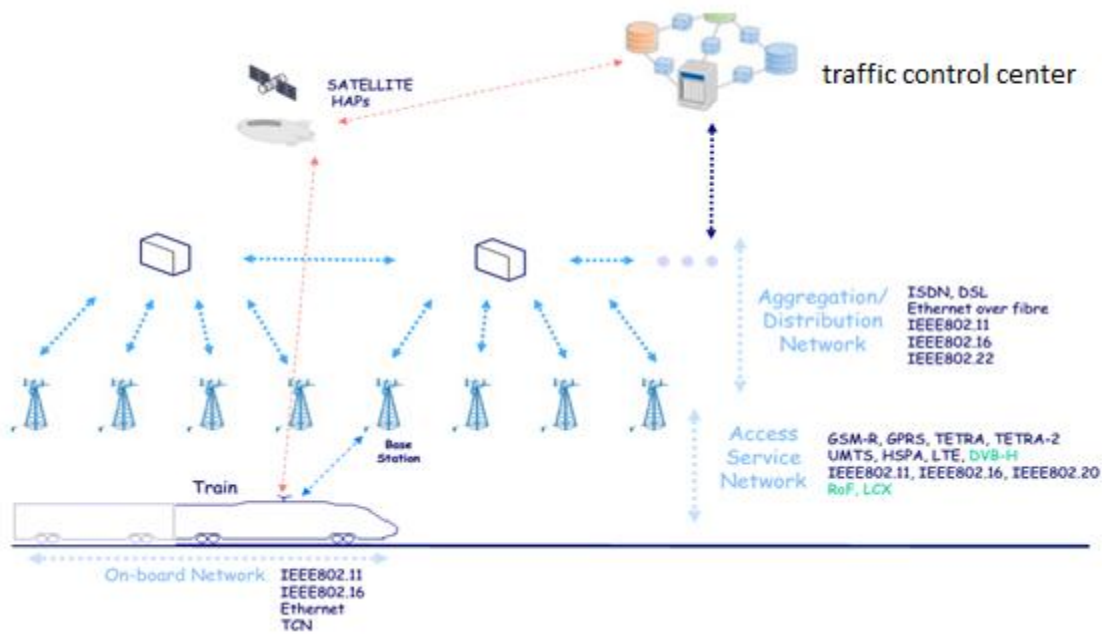 SATELLITE
HAPs
traffic control center
Aggregation/
Distribution
Network
ISDN, DSL
Ethernet over fibre
IEEE802.11
IEEE802.16
IEEE802.22
Base
Station
Access
Service
Network
GSM-R, GPRS, TETRA, TETRA-2
UMTS, HSPA, LTE, DVB-H
IEEE802.11, IEEE802.16, IEEE802.20
RoF, LCX
Train
On-board Network
IEEE802.11
IEEE802.16
Ethernet
TCN